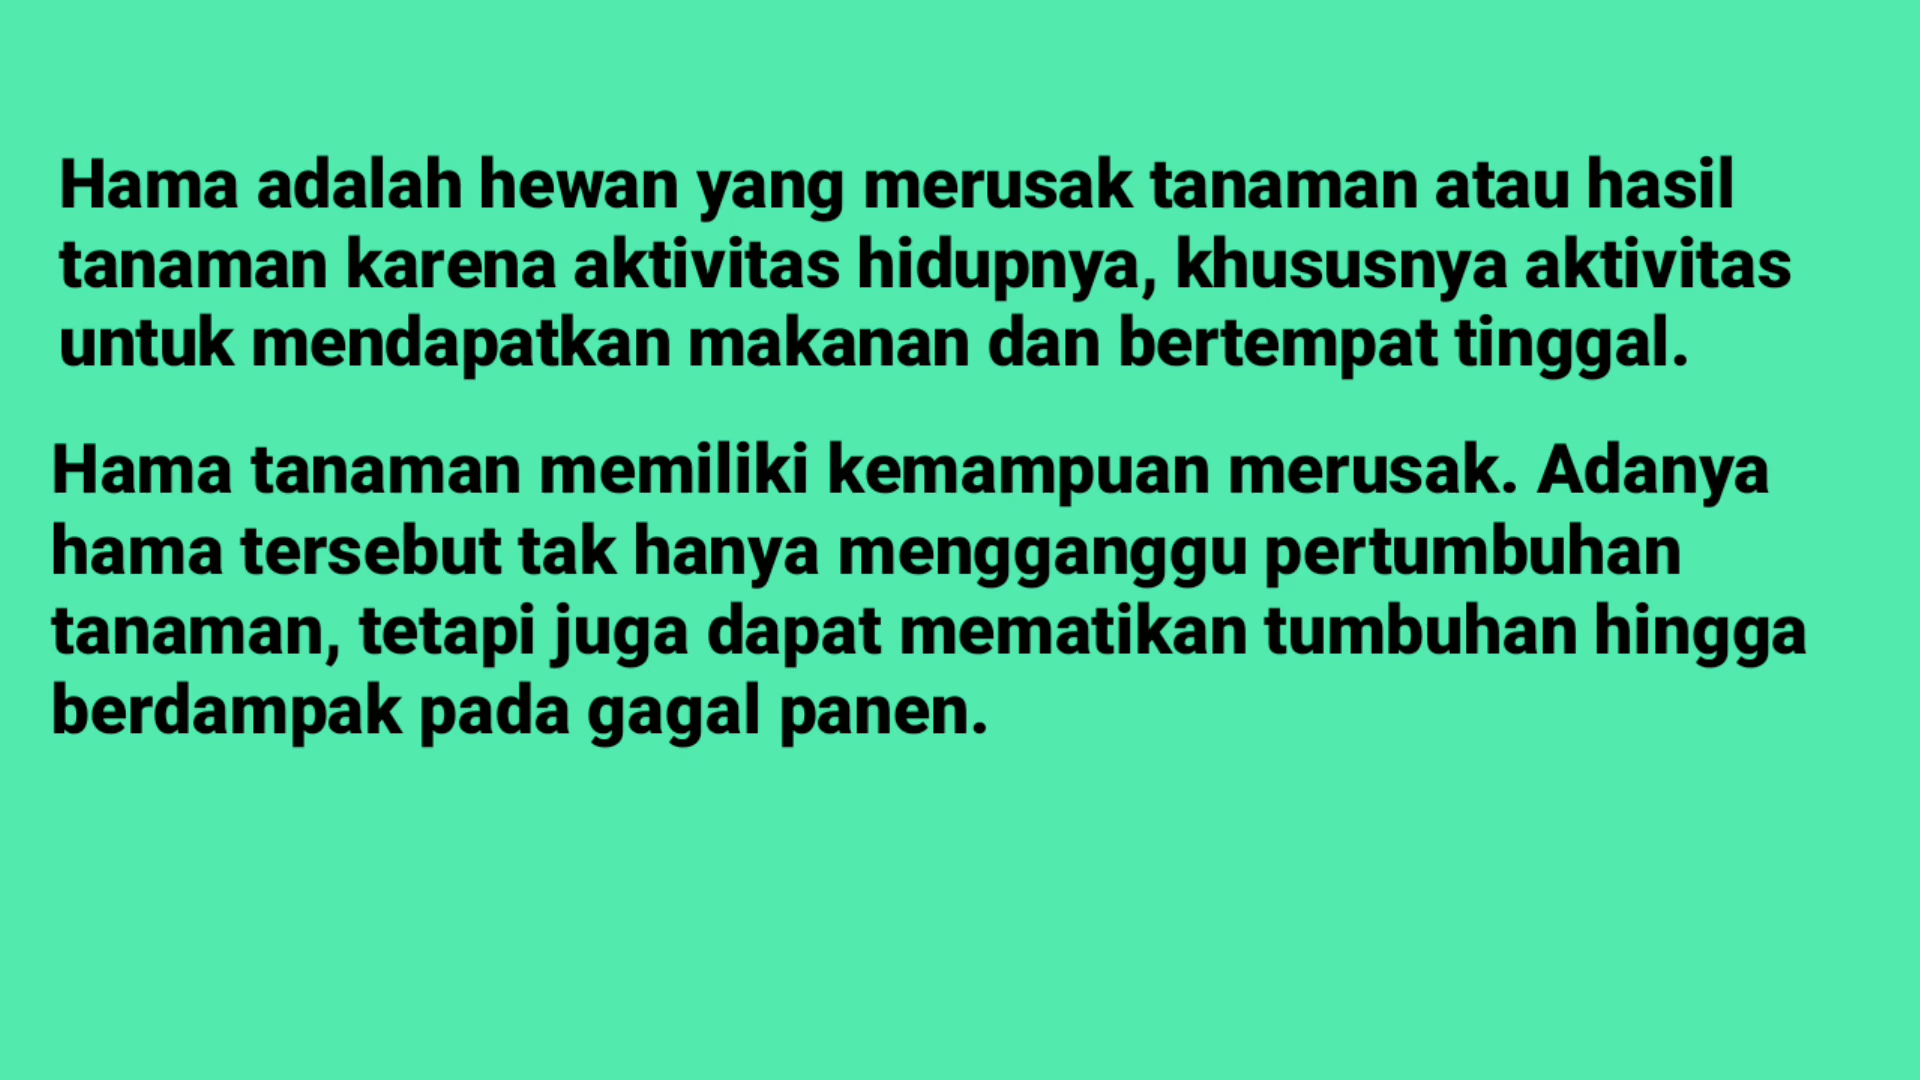 Hama adalah hewan yang merusak tanaman atau hasil
tanaman karena aktivitas hidupnya, khususnya aktivitas
untuk mendapatkan makanan dan bertempat tinggal.
Hama tanaman memiliki kemampuan merusak. Adanya
hama tersebut tak hanya mengganggu pertumbuhan
tanaman, tetapi juga dapat mematikan tumbuhan hingga
berdampak pada gagal panen.